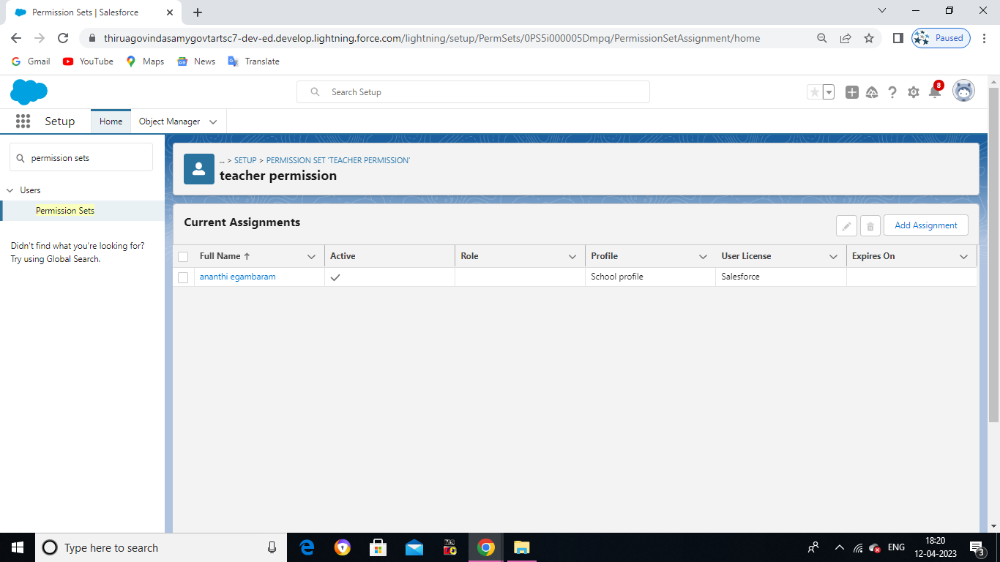 Permission Sets | Salesforce
thiruagovindasamygovtartsc7-dev-ed.develop.lightning.force.com/lightning/setup/PermSets/0PS5i000005Dmpq/PermissionSetAssignment/home
Paused
Gmail
YouTube
Maps
News
Translate
Search Setup
8
Setup
Home
Object Manager
permission sets
Users
Permission Sets
Didn't find what you're looking for?
Try using Global Search.
... > SETUP > PERMISSION SET 'TEACHER PERMISSION'
teacher permission
Current Assignments
Add Assignment
Full Name Active Role Profile User License Expires On
ananthi egambaram School profile Salesforce
Type here to search
ENG
18:20
12-04-2023
3